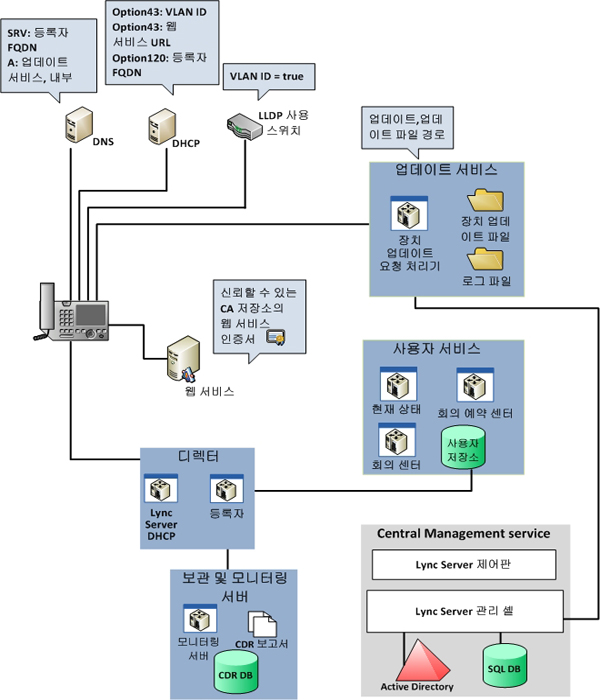 SRV: 등록자
FQDN
A: 업데이트
서비스, 내부
Option43: VLAN ID
Option43: 웹
서비스 URL
Option120: 등록자
FQDN
VLAN ID = true
DNS
DHCP
LLDP 사용
스위치
업데이트,업데
이트 파일 경로
업데이트 서비스
장치
업데이트
요청 처리기
장치 업데
이트 파일
로그 파일
신뢰할 수 있는
CA 저장소의
웹 서비스
인증서
웹 서비스
사용자 서비스
현재 상태
회의 예약 센터
회의 센터
사용자
저장소
디렉터
Lync
Server
DHCP
등록자
보관 및 모니터링
서버
모니터링
서버
CDR 보고서
CDR DB
Central Management service
Lync Server 제어판
Lync Server 관리 셸
Active Directory
SQL DB